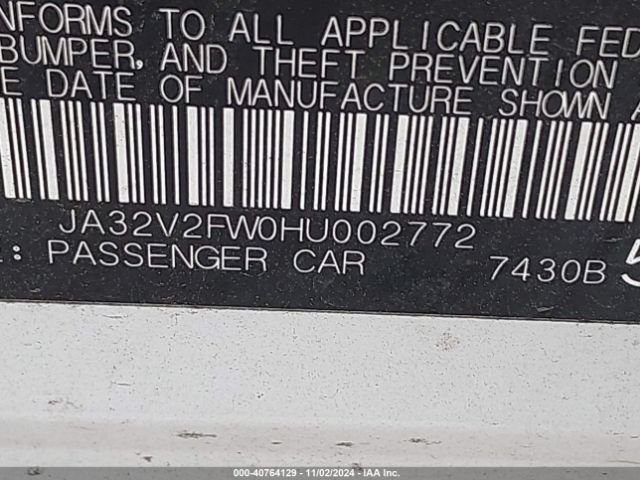 NFORMS TO ALL APPLICABLE FED
BUMPER, AND THEFT PREVENTION
E DATE OF MANUFACTURE SHOWN A
JA32V2FW0HU002772
: PASSENGER CAR 7430B 5
000-40764129 - 11/02/2024 - IAA Inc.